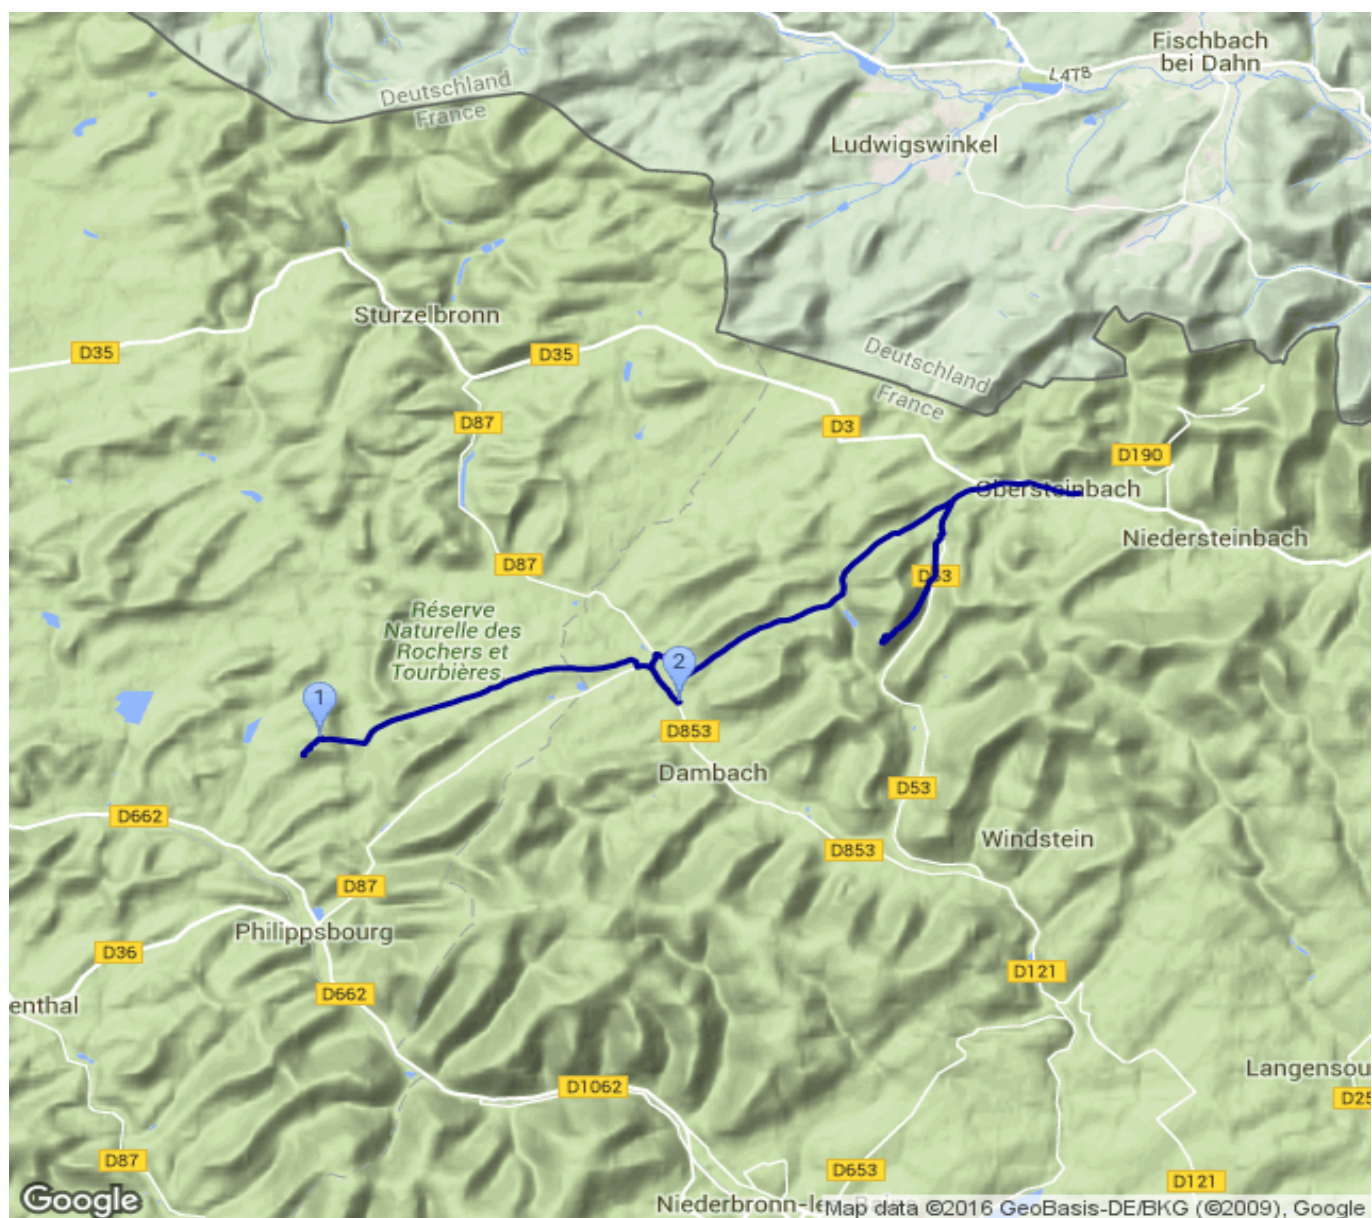 Fischbach
bei Dahn
L478
Deutschland
France
Ludwigswinkel
Sturzelbronn
D35
D35
Deutschland
France
D87
D3
D190
Obersteinbach
Niedersteinbach
D87
D53
Réserve
Naturelle des
Rochers et
Tourbières
2
1
D853
Dambach
D53
D662
Windstein
D853
D87
Philippsbourg
D36
D121
D662
enthal
Langensou
D1062
D25
D87
D653
D121
Google
Niederbronn-le
Map data ©2016 GeoBasis-DE/BKG (©2009), Google